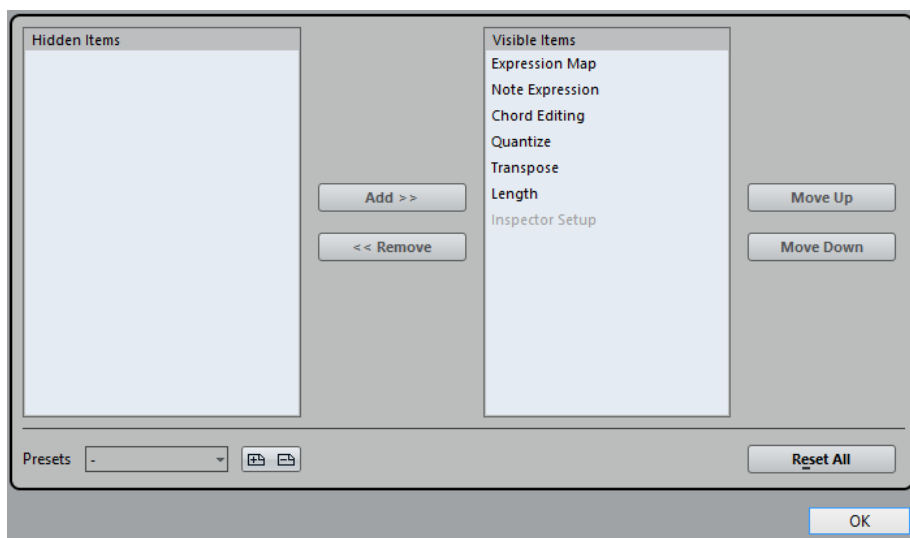 Hidden Items
Visible Items
Expression Map
Note Expression
Chord Editing
Quantize
Transpose
Length
Inspector Setup
Add >>
<< Remove
Move Up
Move Down
Presets -
Reset All
OK